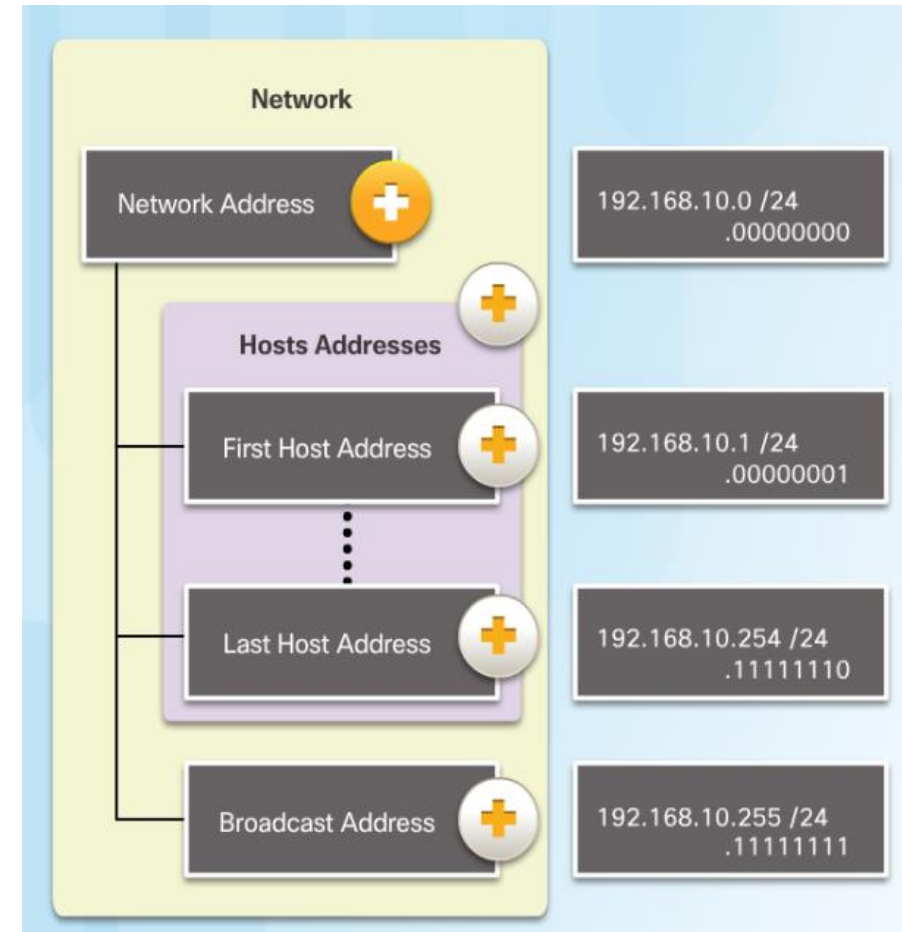 Network
Network Address
192.168.10.0 /24
.00000000
Hosts Addresses
First Host Address
192.168.10.1 /24
.00000001
Last Host Address
192.168.10.254 /24
.11111110
Broadcast Address
192.168.10.255 /24
.11111111